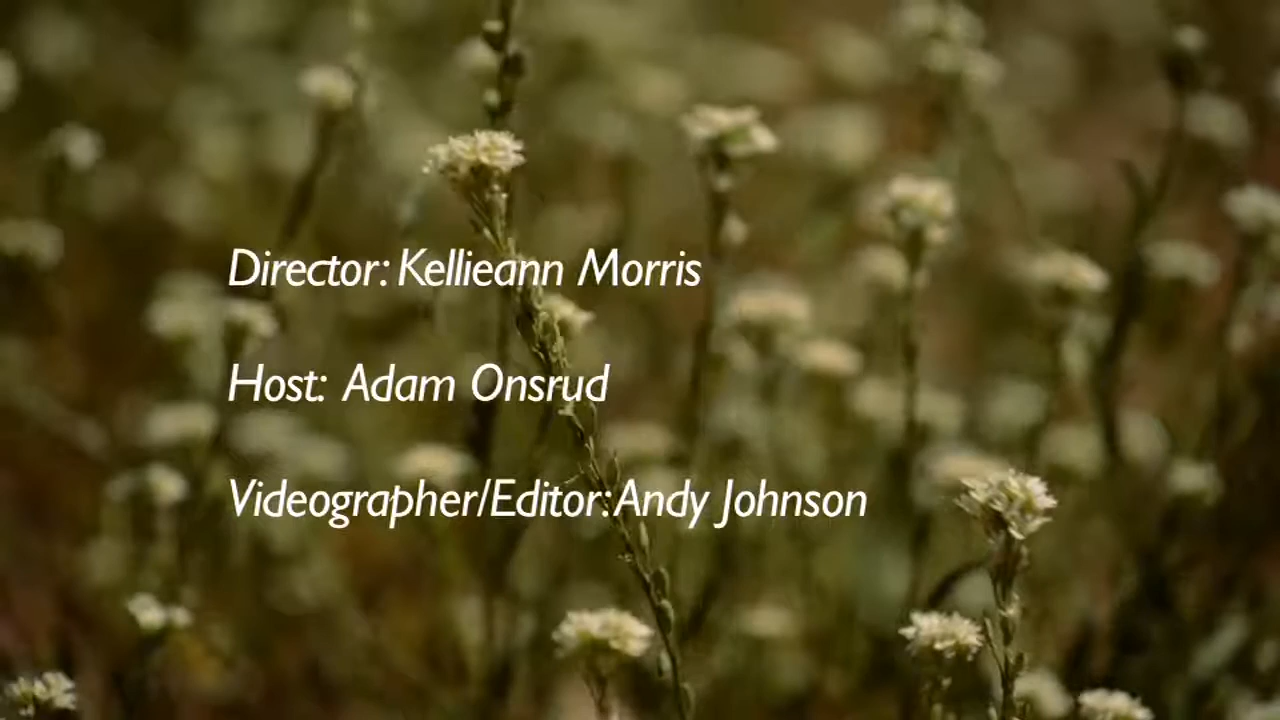 Director: Kellieann Morris
Host: Adam Onsrud
Videographer/Editor: Andy Johnson